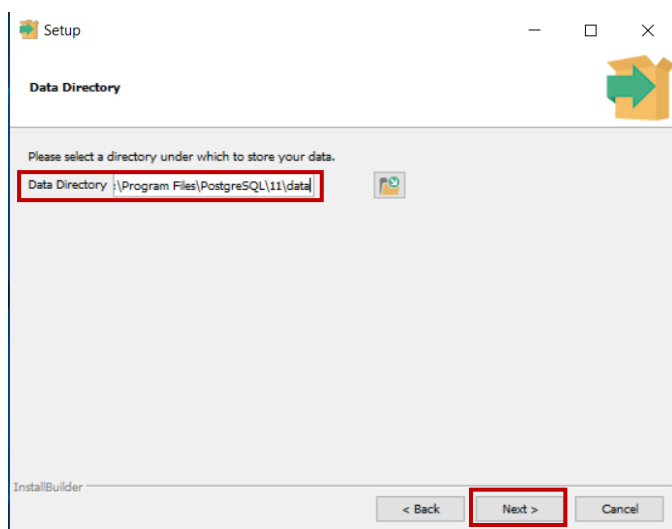 Setup
Data Directory
Please select a directory under which to store your data.
Data Directory :\Program Files\PostgreSQL\11\data
InstallBuilder
< Back Next > Cancel